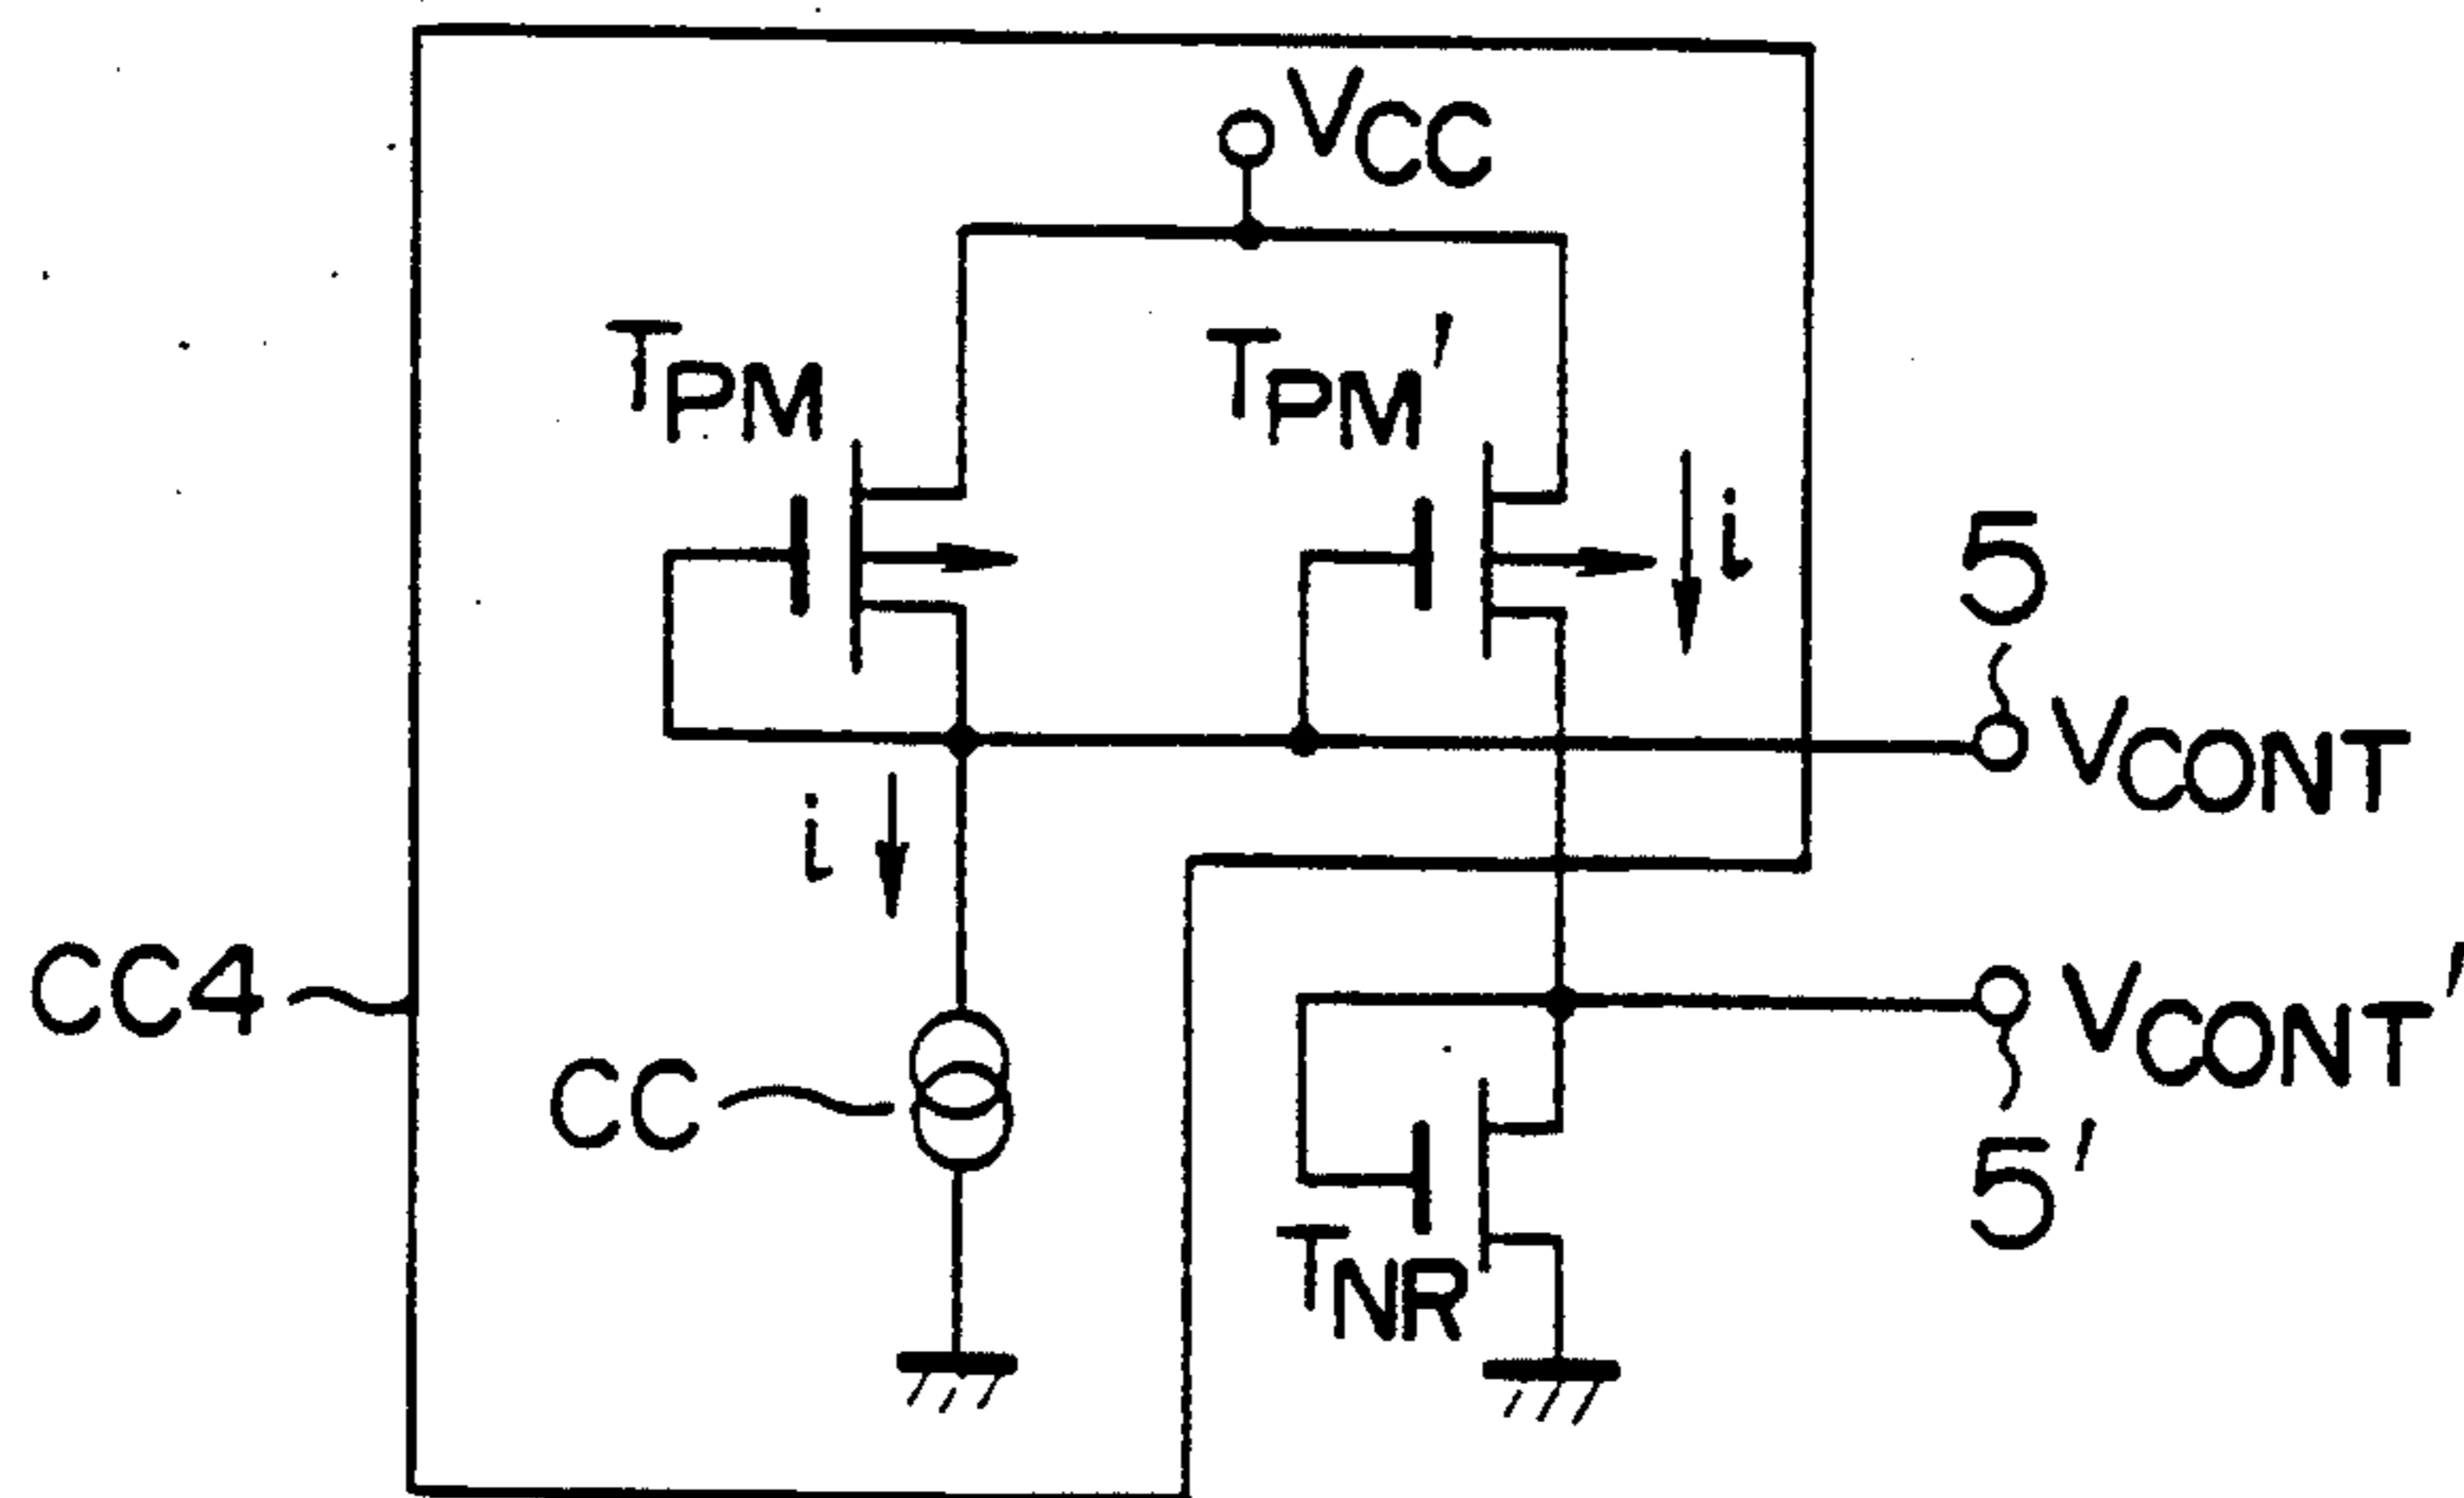 VCC
TPM
TPM'
i
5
VCONT
i
CC4
VCONT'
CC
5'
TNR